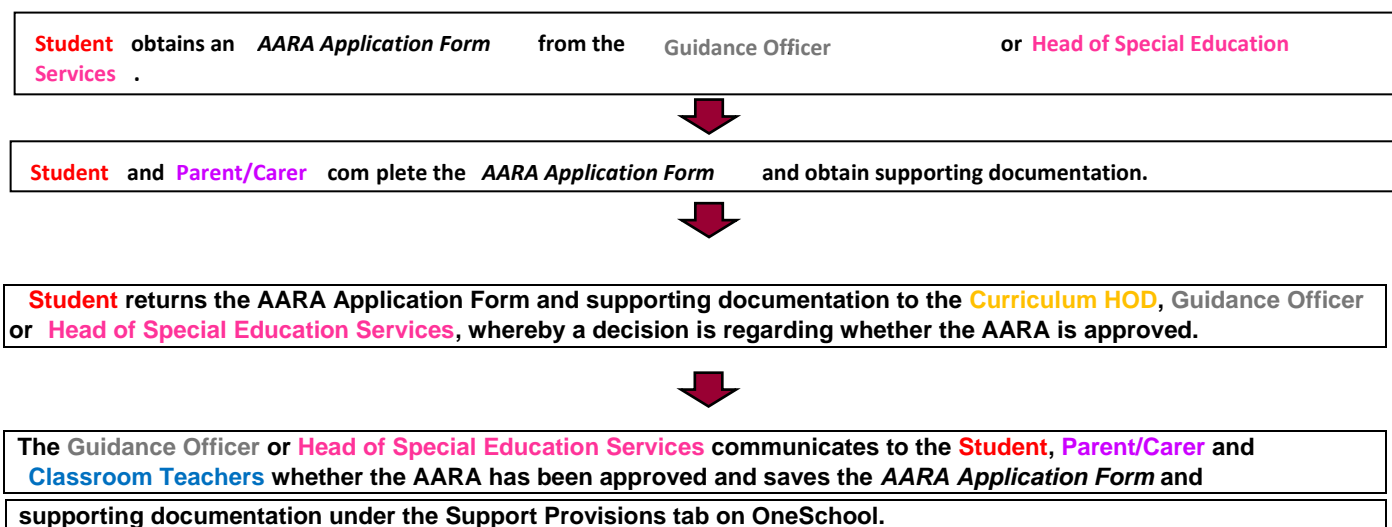 Student obtains an AARA Application Form from the Guidance Officer or Head of Special Education
Services .
Student and Parent/Carer com plete the AARA Application Form and obtain supporting documentation.
Student returns the AARA Application Form and supporting documentation to the Curriculum HOD, Guidance Officer
or Head of Special Education Services, whereby a decision is regarding whether the AARA is approved.
The Guidance Officer or Head of Special Education Services communicates to the Student, Parent/Carer and
Classroom Teachers whether the AARA has been approved and saves the AARA Application Form and
supporting documentation under the Support Provisions tab on OneSchool.